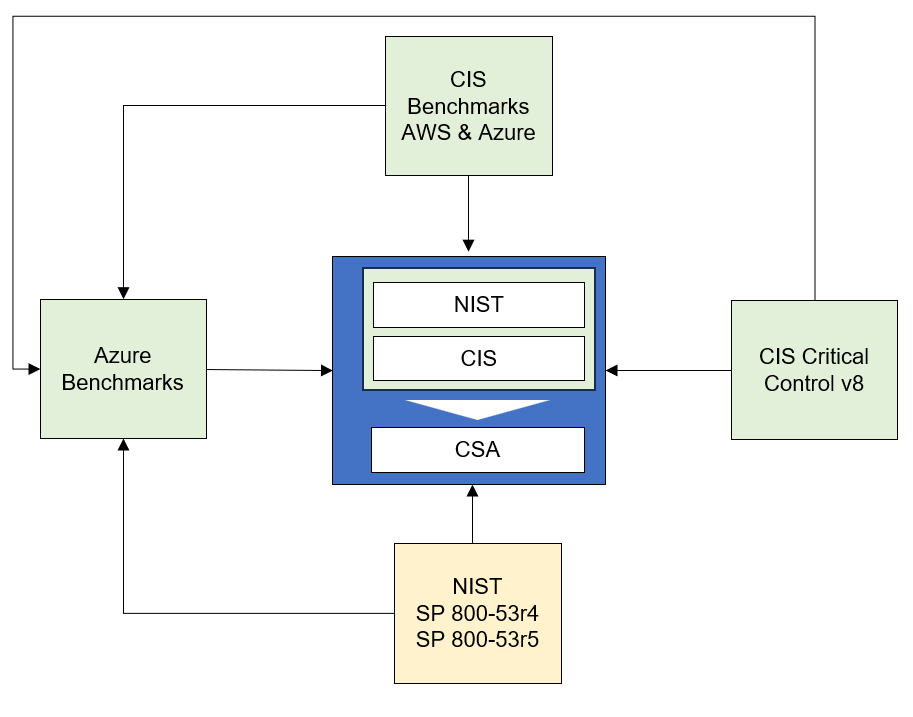 CIS
Benchmarks
AWS & Azure
NIST
CIS
CSA
Azure
Benchmarks
CIS Critical
Control v8
NIST
SP 800-53r4
SP 800-53r5